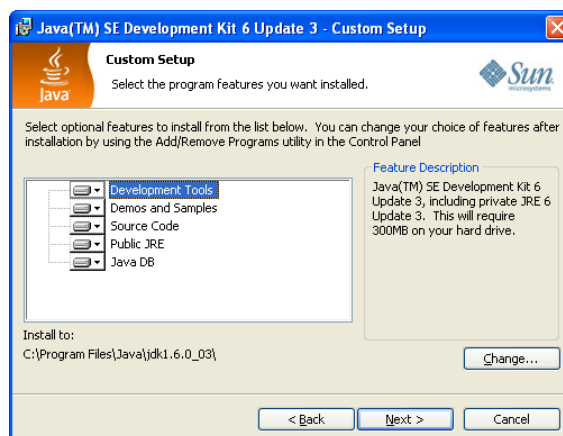 Java(TM) SE Development Kit 6 Update 3 - Custom Setup
Java
Custom Setup
Select the program features you want installed.
Sun
microsystems
Select optional features to install from the list below. You can change your choice of features after
installation by using the Add/Remove Programs utility in the Control Panel
Development Tools
Demos and Samples
Source Code
Public JRE
Java DB
Feature Description
Java(TM) SE Development Kit 6
Update 3, including private JRE 6
Update 3. This will require
300MB on your hard drive.
Install to:
C:\Program Files\Java\jdk1.6.0_03\
Change...
< Back
Next >
Cancel